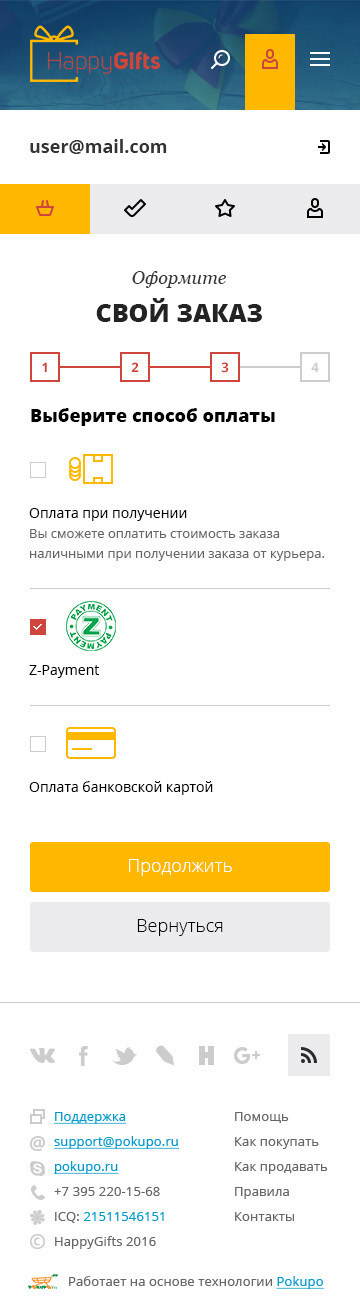 HappyGifts
user@mail.com
Оформите
СВОЙ ЗАКАЗ
1 2 3 4
Выберите способ оплаты
Оплата при получении
Вы сможете оплатить стоимость заказа
наличными при получении заказа от курьера.
PAYMENT Z PAYMENT
Z-Payment
Оплата банковской картой
Продолжить
Вернуться
Поддержка
support@pokupo.ru
pokupo.ru
+7 395 220-15-68
ICQ: 21511546151
© HappyGifts 2016
Помощь
Как покупать
Как продавать
Правила
Контакты
Работает на основе технологии Pokupo